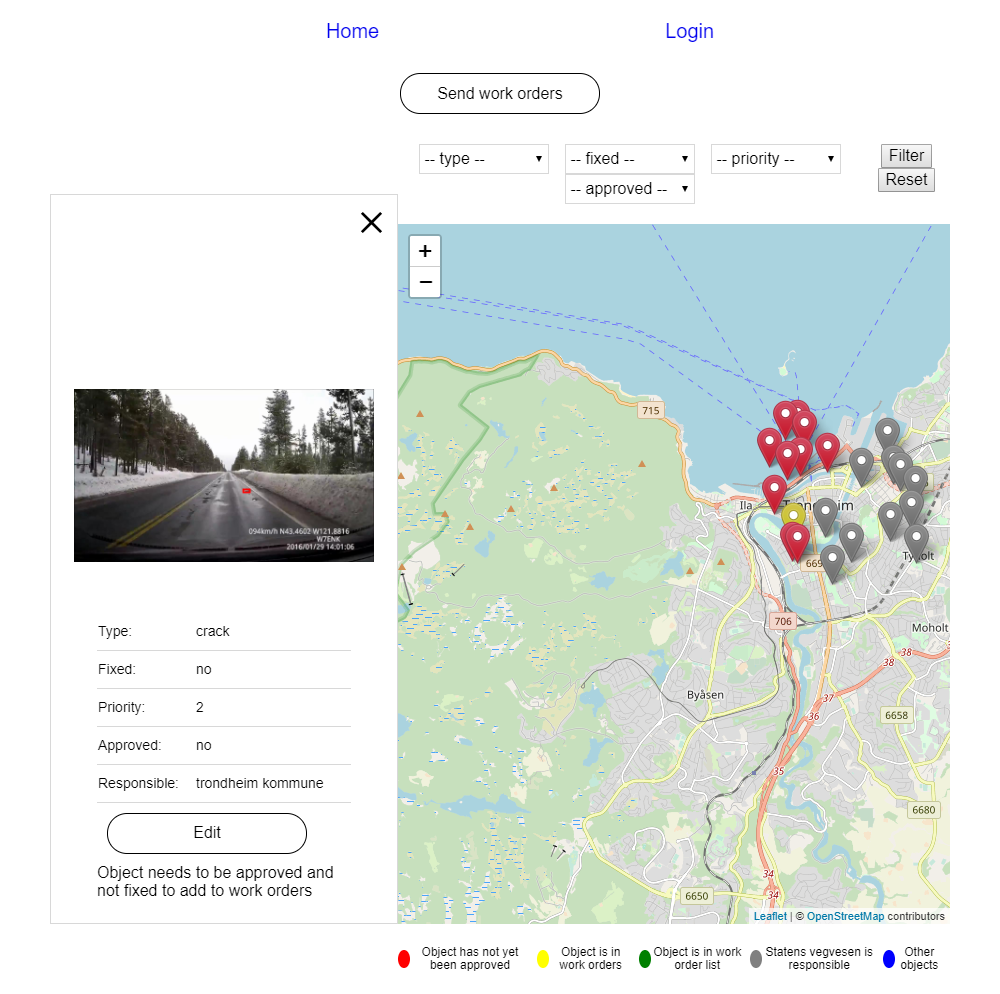 Home
Login
Send work orders
-- type --
-- fixed --
-- priority --
Filter
-- approved --
Reset
+
−
715
Ila
706
Moholt
38
38
Byåsen
37
36
6658
35
6680
34
34
6650
Leaflet | © OpenStreetMap contributors
094km/h N43.4602 W121.8816
W7ENK
2016/01/29 14:01:06
Type: crack
Fixed: no
Priority: 2
Approved: no
Responsible: trondheim kommune
Edit
Object needs to be approved and
not fixed to add to work orders
Object has not yet
been approved
Object is in
work orders
Object is in work
order list
Statens vegvesen is
responsible
Other
objects